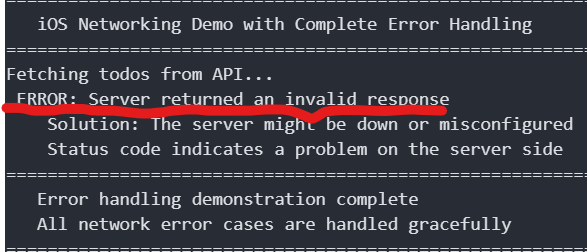 ================================================
iOS Networking Demo with Complete Error Handling
================================================
Fetching todos from API...
ERROR: Server returned an invalid response
Solution: The server might be down or misconfigured
Status code indicates a problem on the server side
================================================
Error handling demonstration complete
All network error cases are handled gracefully
================================================